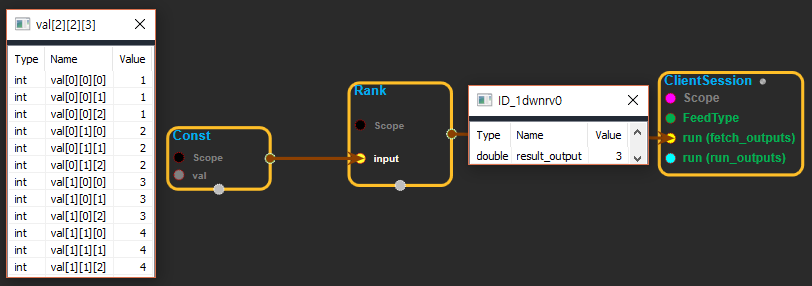 val[2][2][3]
Type Name Value
int val[0][0][0] 1
int val[0][0][1] 1
int val[0][0][2] 1
int val[0][1][0] 2
int val[0][1][1] 2
int val[0][1][2] 2
int val[1][0][0] 3
int val[1][0][1] 3
int val[1][0][2] 3
int val[1][1][0] 4
int val[1][1][1] 4
int val[1][1][2] 4
Const
Scope
val
Rank
Scope
input
ID_1dwnrv0
Type Name Value
double result_output 3
ClientSession
Scope
FeedType
run (fetch_outputs)
run (run_outputs)